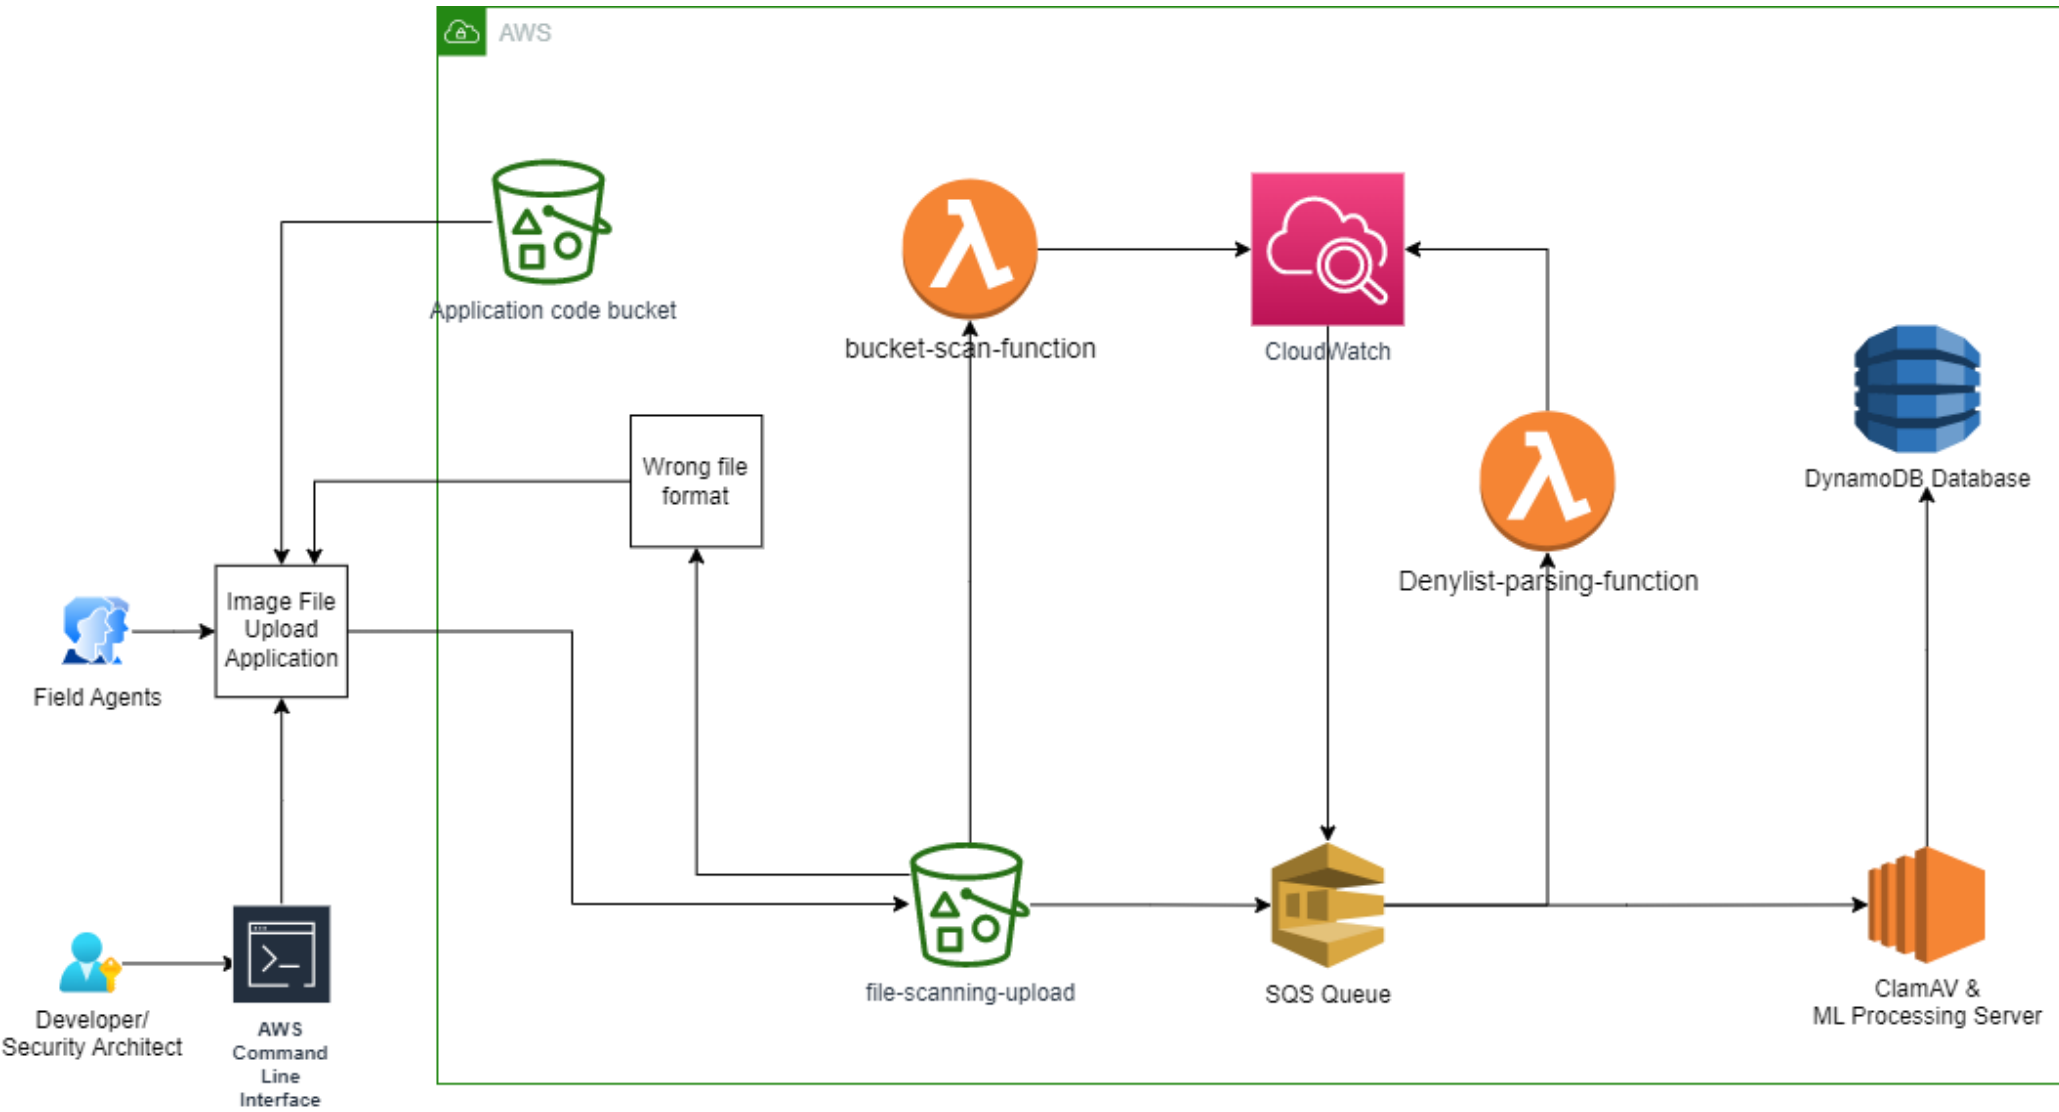 AWS
Application code bucket
bucket-scan-function
CloudWatch
Wrong file
format
DynamoDB Database
Denylist-parsing-function
Image File
Upload
Application
Field Agents
file-scanning-upload
SQS Queue
ClamAV &
ML Processing Server
Developer/
Security Architect
AWS
Command
Line
Interface